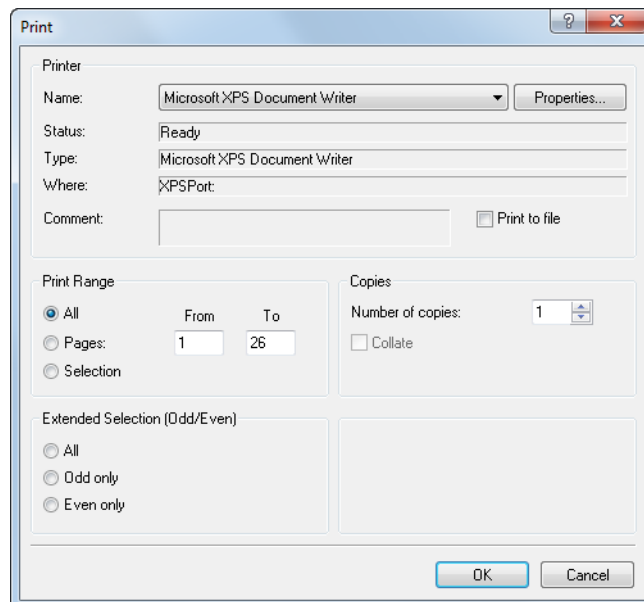 Print
?
X
Printer
Name: Microsoft XPS Document Writer Properties...
Status: Ready
Type: Microsoft XPS Document Writer
Where: XPSPort:
Comment: Print to file
Print Range Copies
All From To Number of copies: 1
Pages: 1 26 Collate
Selection
Extended Selection (Odd/Even)
All
Odd only
Even only
OK Cancel